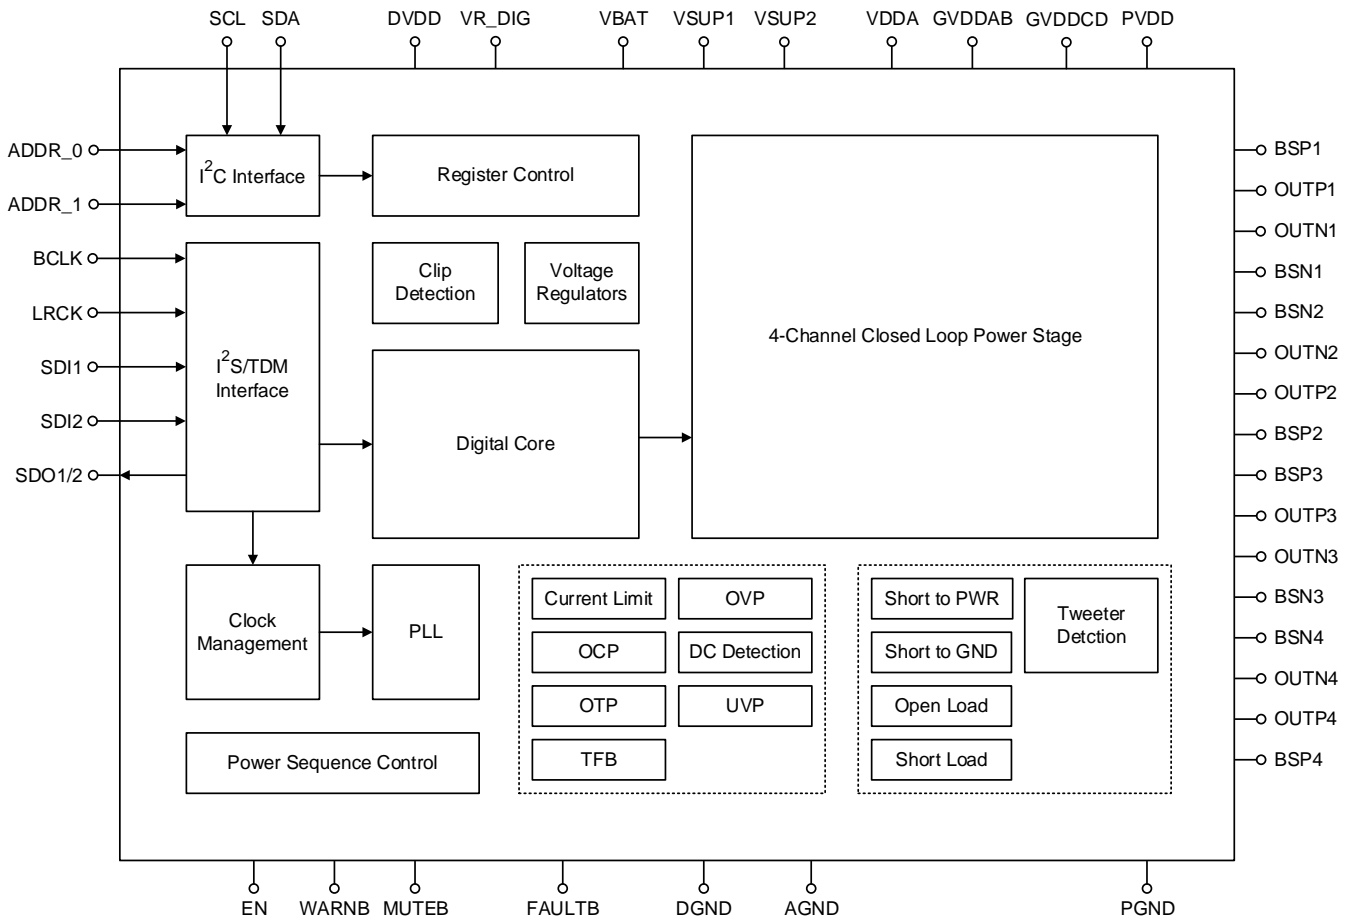 SCL
SDA
DVDD
VR_DIG
VBAT
VSUP1
VSUP2
VDDA
GVDDAB
GVDDCD
PVDD
ADDR_0
ADDR_1
BCLK
LRCK
SDI1
SDI2
SDO1/2
I²C Interface
Register Control
I²S/TDM
Interface
Clip
Detection
Voltage
Regulators
Digital Core
4-Channel Closed Loop Power Stage
Clock
Management
PLL
Power Sequence Control
Current Limit
OVP
OCP
DC Detection
OTP
UVP
TFB
Short to PWR
Short to GND
Open Load
Short Load
Tweeter
Detction
BSP1
OUTP1
OUTN1
BSN1
BSN2
OUTN2
OUTP2
BSP2
BSP3
OUTP3
OUTN3
BSN3
BSN4
OUTN4
OUTP4
BSP4
EN
WARNB
MUTEB
FAULTB
DGND
AGND
PGND